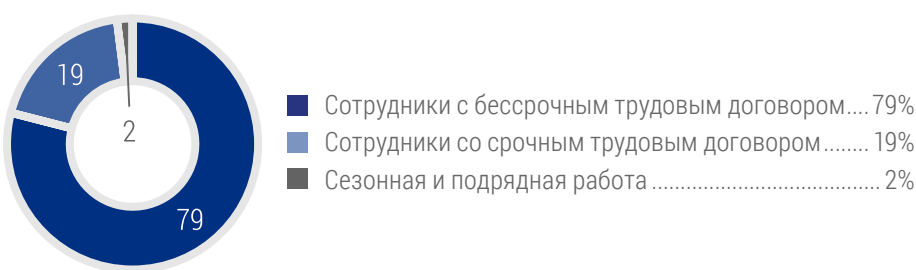 19
2
79
Сотрудники с бессрочным трудовым договором....79%
Сотрудники со срочным трудовым договором........ 19%
Сезонная и подрядная работа ....................................... 2%